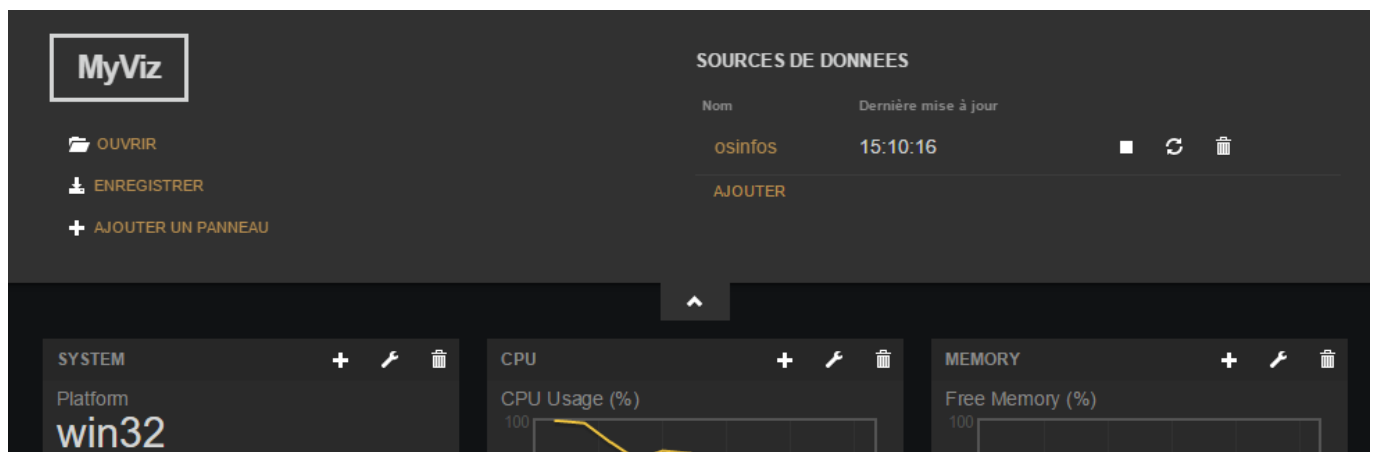 MyViz
OUVRIR
ENREGISTRER
AJOUTER UN PANNEAU
SOURCES DE DONNEES
Nom Dernière mise à jour
osinfos 15:10:16
AJOUTER
SYSTEM
Platform
win32
CPU
CPU Usage (%)
100
MEMORY
Free Memory (%)
100